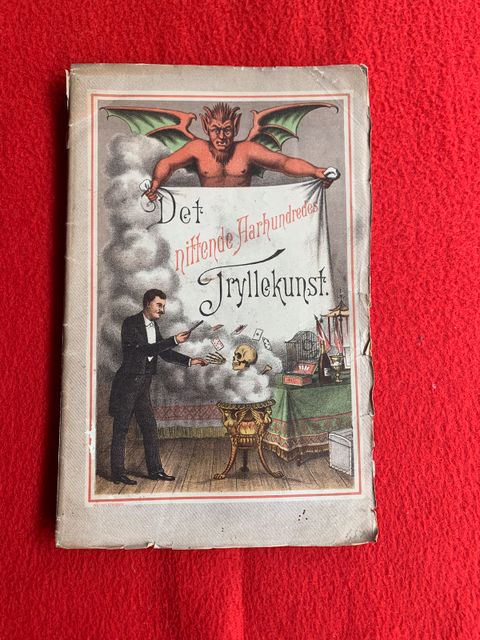 Det
nittende Aarhundredes
Tryllekunst.